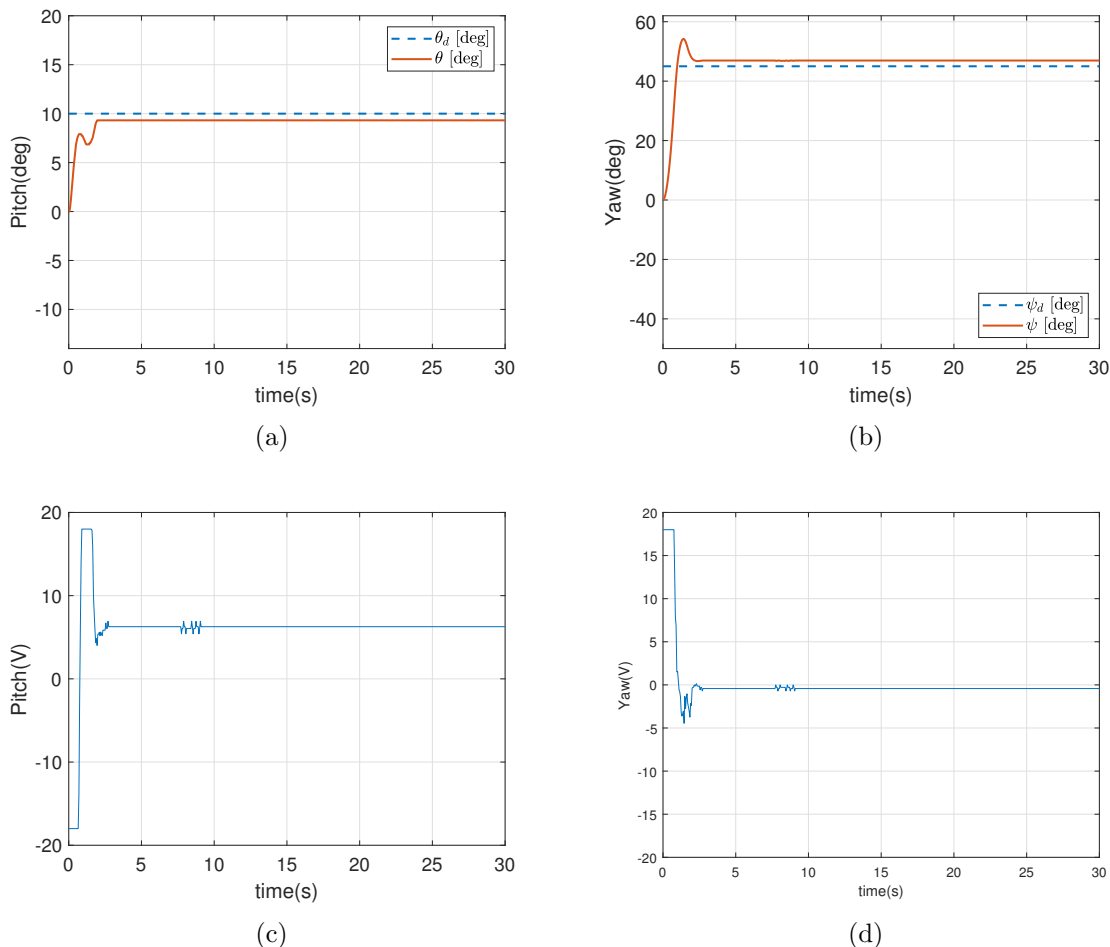 20
15
10
5
0
-5
-10
Pitch(deg)
θd [deg]
θ [deg]
0 5 10 15 20 25 30
time(s)
(a)
60
40
20
0
-20
-40
Yaw(deg)
ψd [deg]
ψ [deg]
0 5 10 15 20 25 30
time(s)
(b)
20
10
0
-10
-20
Pitch(V)
0 5 10 15 20 25 30
time(s)
(c)
20
15
10
5
0
-5
-10
-15
-20
Yaw(V)
0 5 10 15 20 25 30
time(s)
(d)